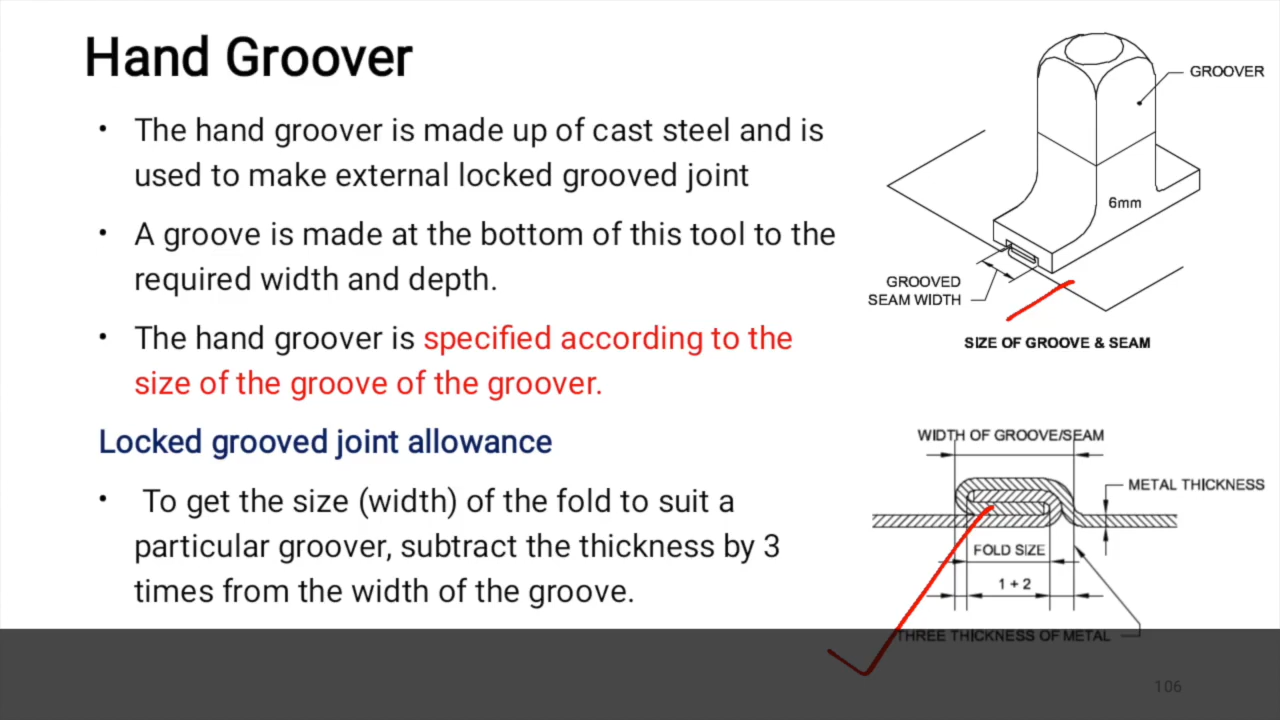 Hand Groover
• The hand groover is made up of cast steel and is
used to make external locked grooved joint
• A groove is made at the bottom of this tool to the
required width and depth.
• The hand groover is specified according to the
size of the groove of the groover.
Locked grooved joint allowance
• To get the size (width) of the fold to suit a
particular groover, subtract the thickness by 3
times from the width of the groove.
GROOVER
6mm
GROOVED
SEAM WIDTH
SIZE OF GROOVE & SEAM
WIDTH OF GROOVE/SEAM
METAL THICKNESS
FOLD SIZE
1 + 2
THREE THICKNESS OF METAL
106